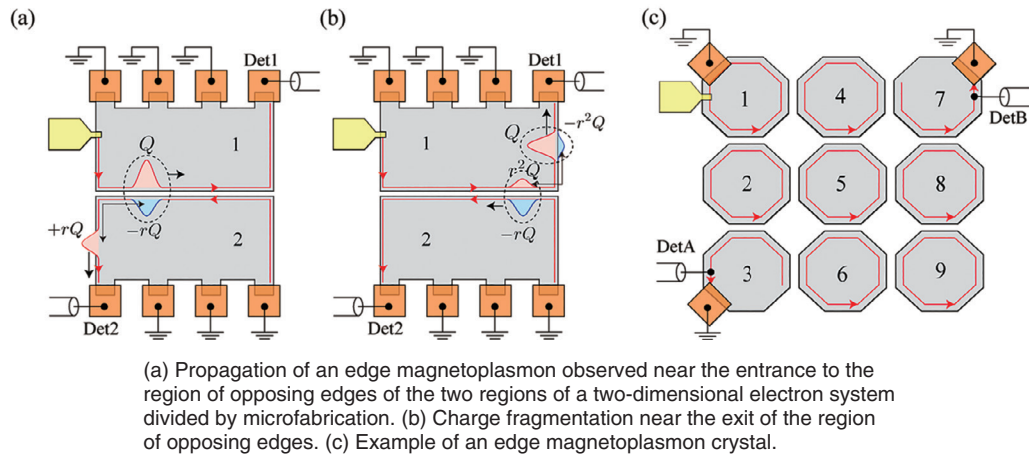 (a)
(b)
(c)
Det1
Det1
1
Q
+rQ
−rQ
2
Det2
1
Q
−r²Q
r²Q
−rQ
2
Det2
1
4
7
DetB
2
5
8
DetA
3
6
9
(a) Propagation of an edge magnetoplasmon observed near the entrance to the
region of opposing edges of the two regions of a two-dimensional electron system
divided by microfabrication. (b) Charge fragmentation near the exit of the region
of opposing edges. (c) Example of an edge magnetoplasmon crystal.